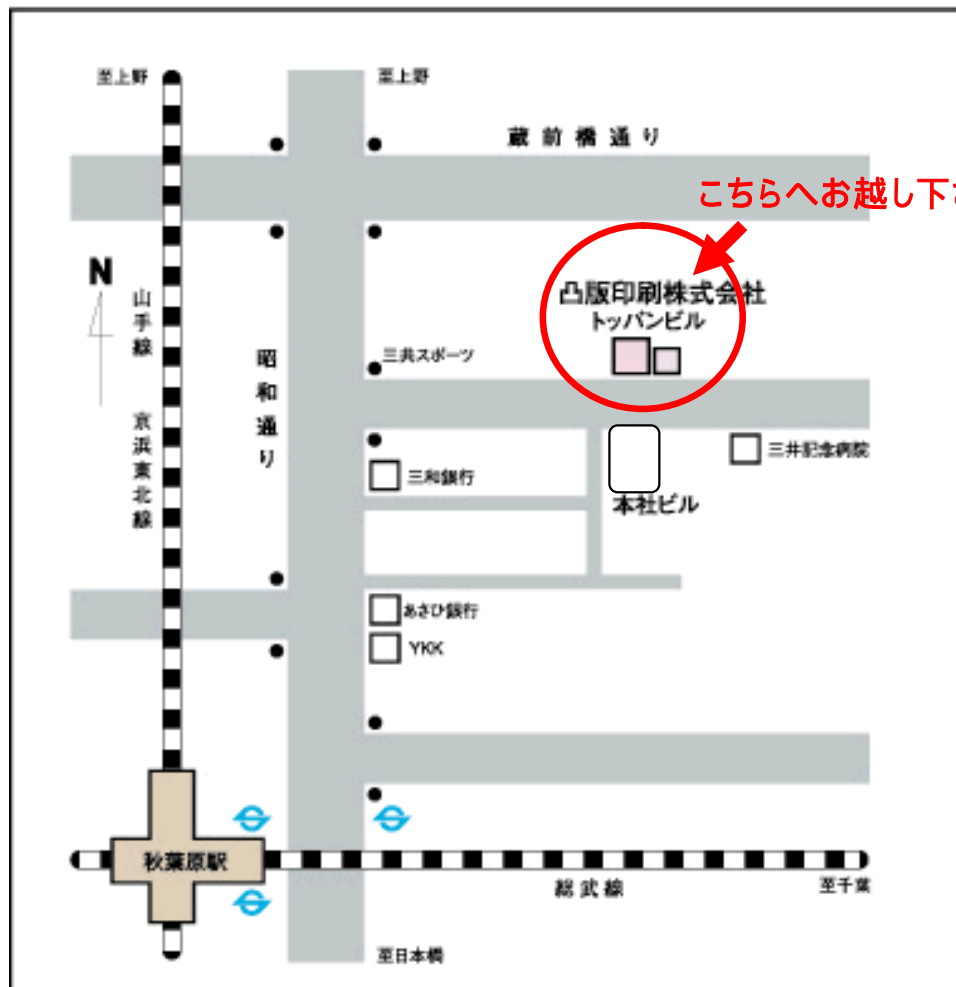 至上野
至上野
蔵前橋通り
こちらへお越し下さ
N
山手線
凸版印刷株式会社
トッパンビル
三共スポーツ
昭和通り
京浜東北線
三井記念病院
三和銀行
本社ビル
あさひ銀行
YKK
秋葉原駅
総武線
至千葉
至日本橋